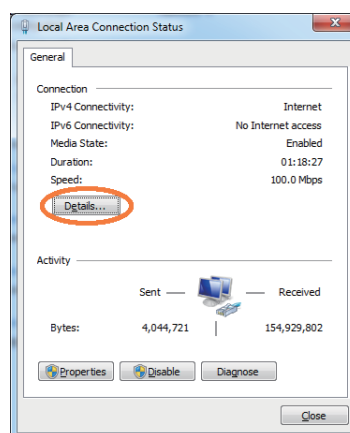 Local Area Connection Status
General
Connection
IPv4 Connectivity: Internet
IPv6 Connectivity: No Internet access
Media State: Enabled
Duration: 01:18:27
Speed: 100.0 Mbps
Details...
Activity
Sent Received
Bytes: 4,044,721 154,929,802
Properties Disable Diagnose
Close